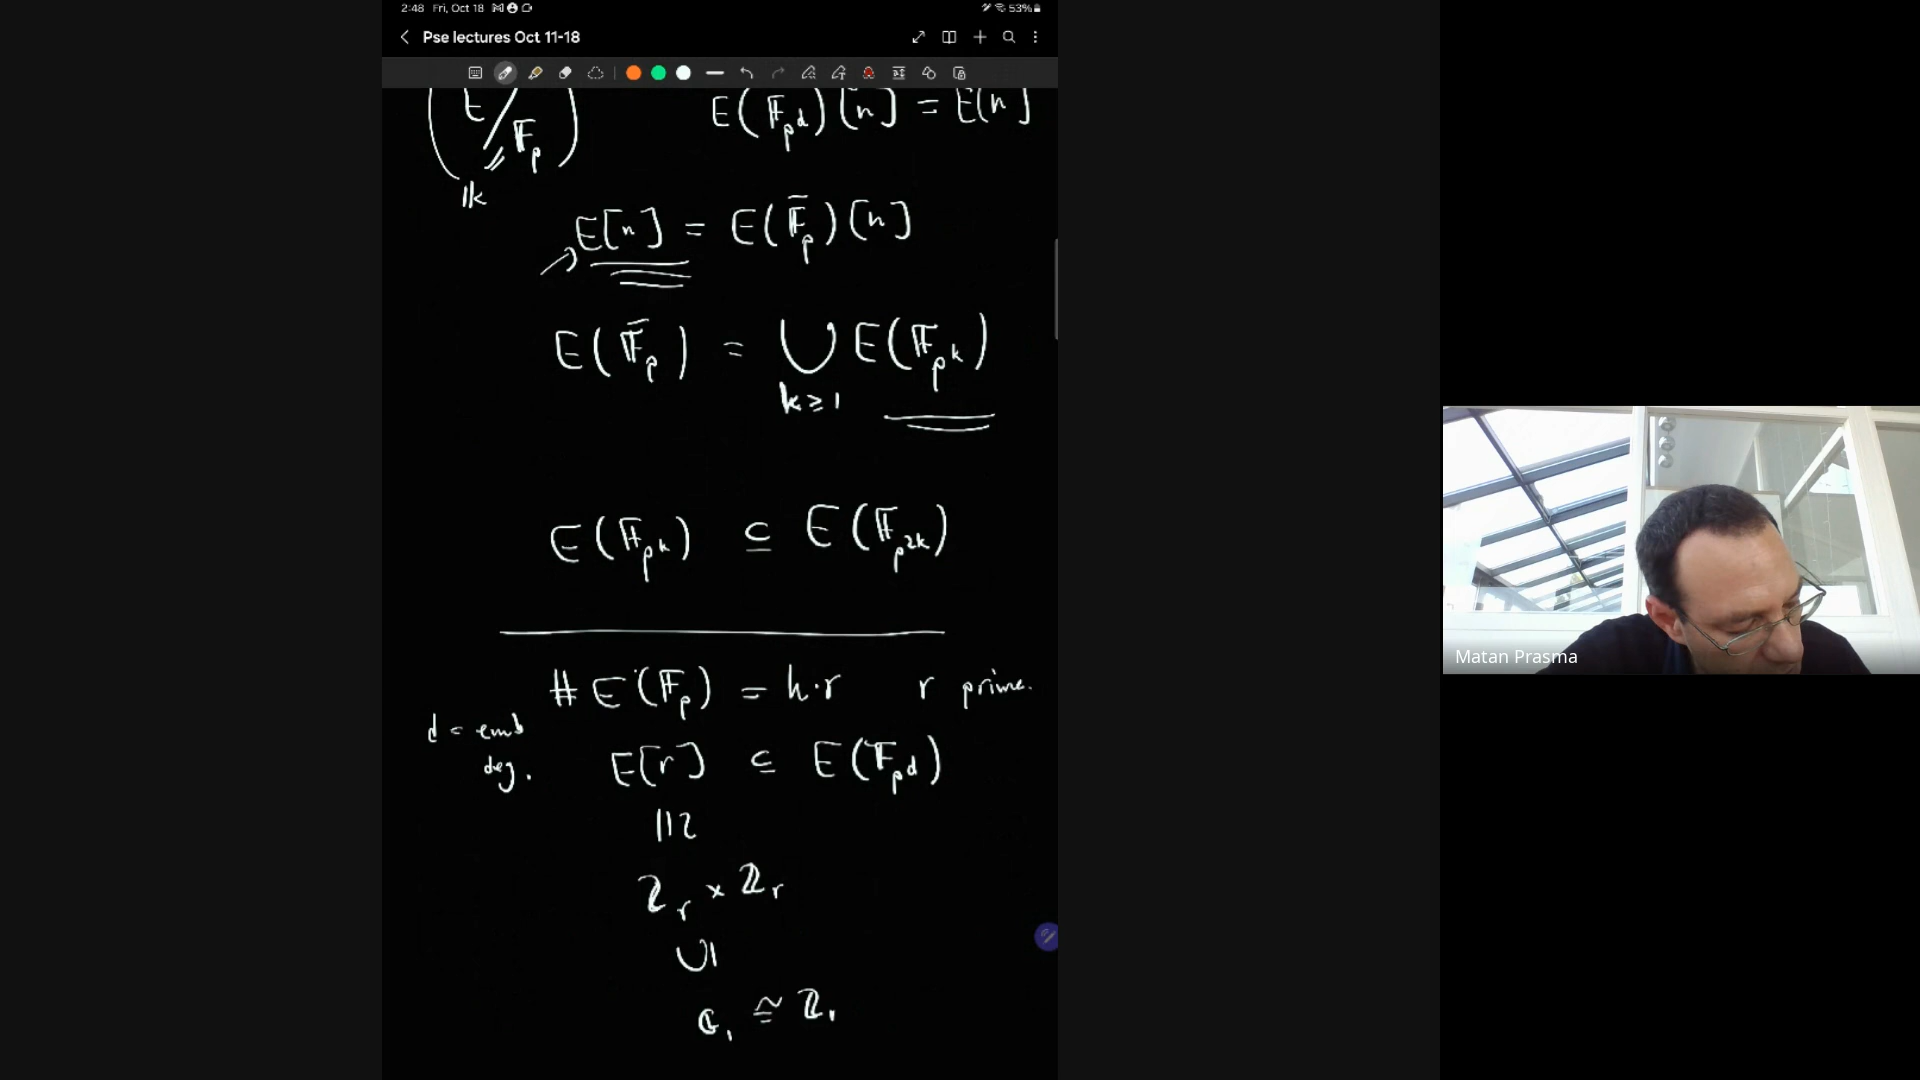 2:48 Fri, Oct 18 53%
Pse lectures Oct 11-18
( E/𝔽_p ) E(𝔽_{p^d})[n] = E[n]
𝕜
E[n] = E(𝔽̄_p)[n]
E(𝔽̄_p) = ⋃_{k≥1} E(𝔽_{p^k})
E(𝔽_{p^k}) ⊆ E(𝔽_{p^{2k}})
# E(𝔽_p) = h·r r prime.
d = emb deg.
E[r] ⊆ E(𝔽_{p^d})
≅
ℤ_r × ℤ_r
∪|
G_1 ≅ ℤ_r
Matan Prasma